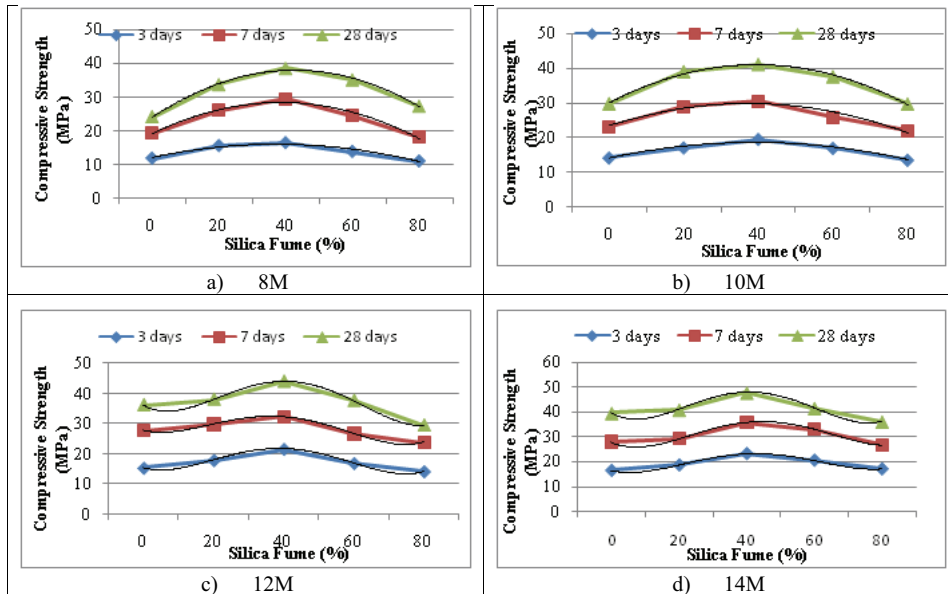 3 days 7 days 28 days
Compressive Strength
(MPa)
50
40
30
20
10
0
0 20 40 60 80
Silica Fume (%)
a) 8M
3 days 7 days 28 days
Compressive Strength
(MPa)
50
40
30
20
10
0
0 20 40 60 80
Silica Fume (%)
b) 10M
3 days 7 days 28 days
Compressive Strength
(MPa)
50
40
30
20
10
0
0 20 40 60 80
Silica Fume (%)
c) 12M
3 days 7 days 28 days
Compressive Strength
(MPa)
60
50
40
30
20
10
0
0 20 40 60 80
Silica Fume (%)
d) 14M